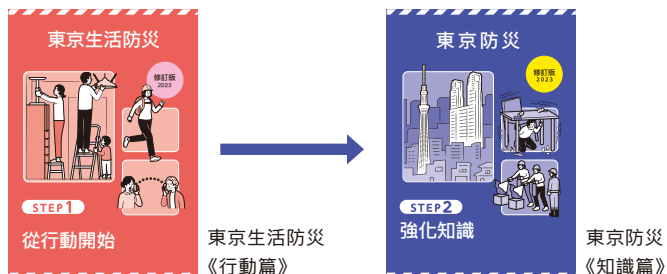 東京生活防災
修訂版
2023
STEP1
從行動開始
東京生活防災
《行動篇》
東京防災
修訂版
2023
STEP2
強化知識
東京防災
《知識篇》